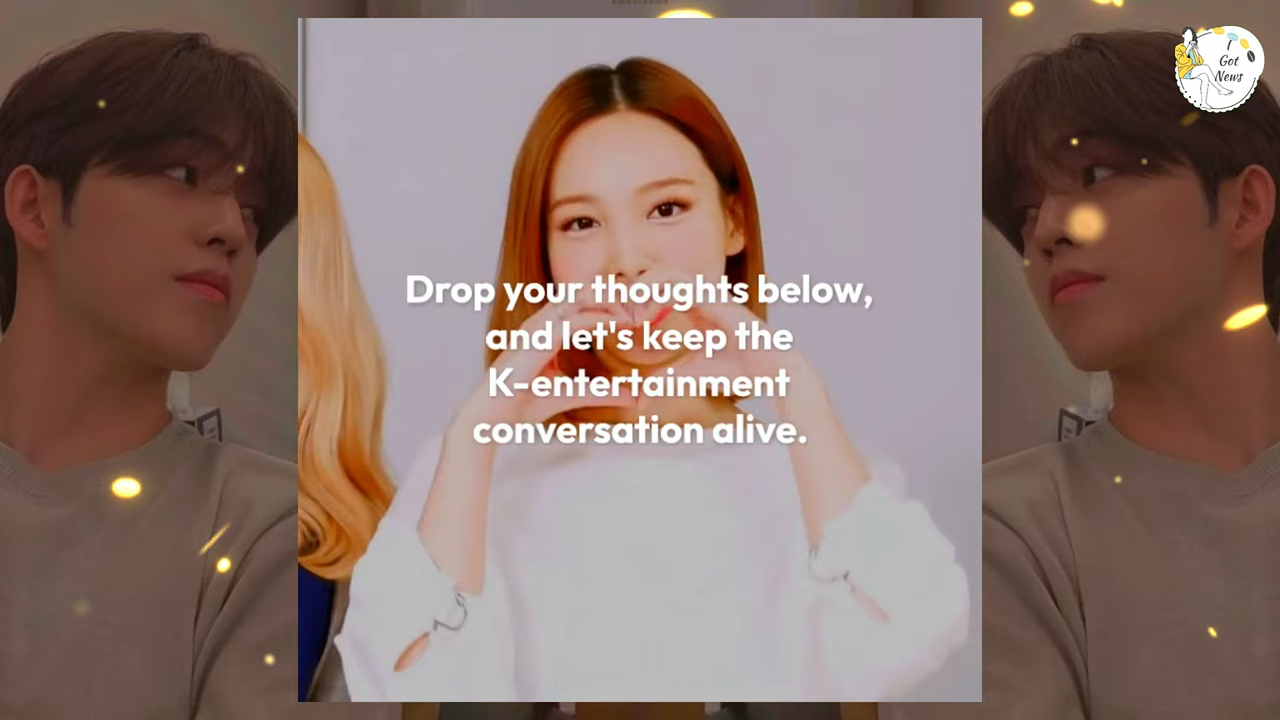 I
Got
News
Drop your thoughts below,
and let's keep the
K-entertainment
conversation alive.